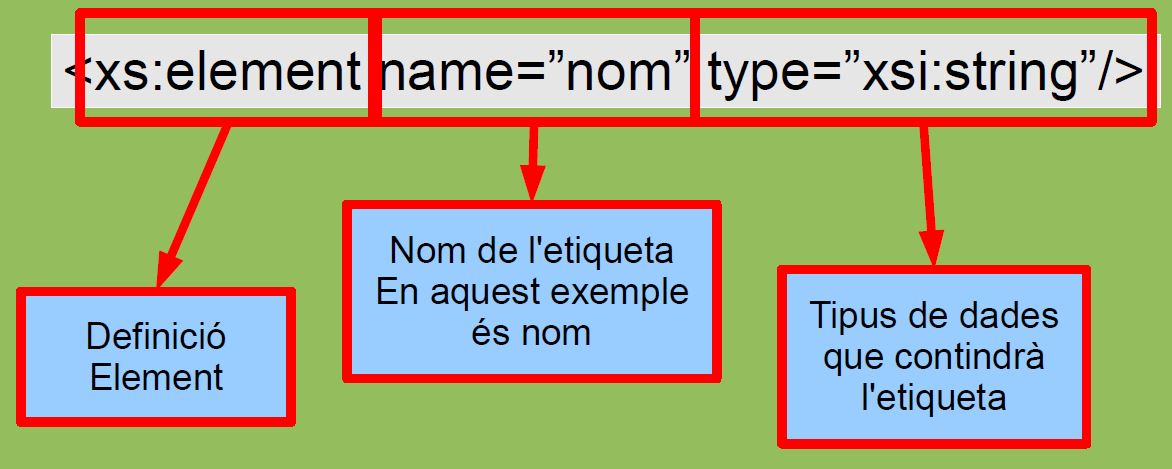 <xs:element name=”nom” type=”xsi:string”/>
Definició
Element
Nom de l'etiqueta
En aquest exemple
és nom
Tipus de dades
que contindrà
l'etiqueta